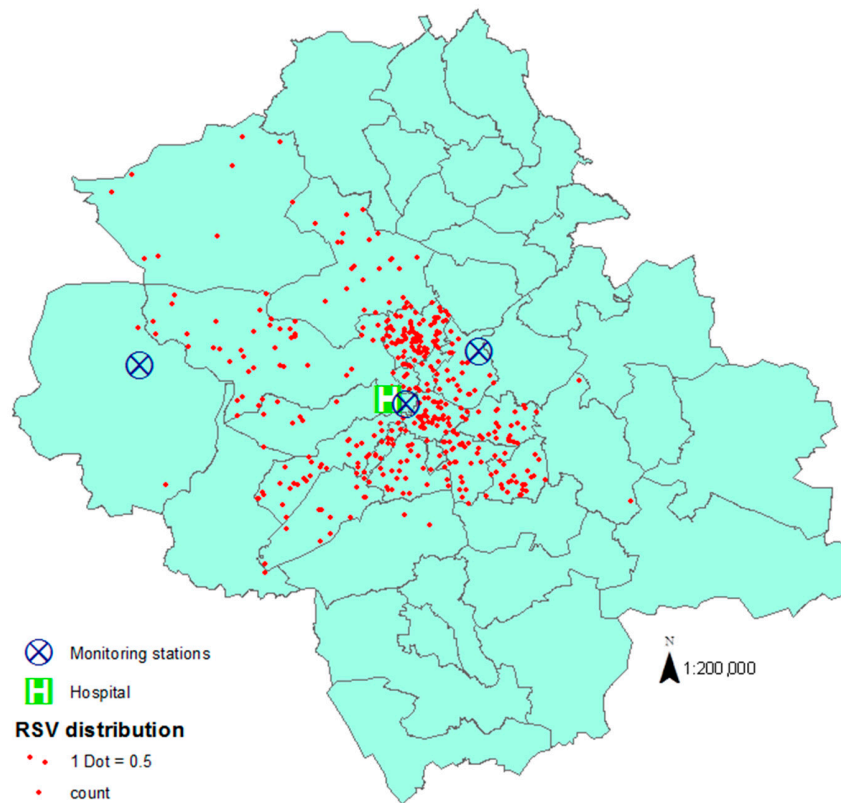 H
N
1:200,000
Monitoring stations
H
Hospital
RSV distribution
1 Dot = 0.5
count